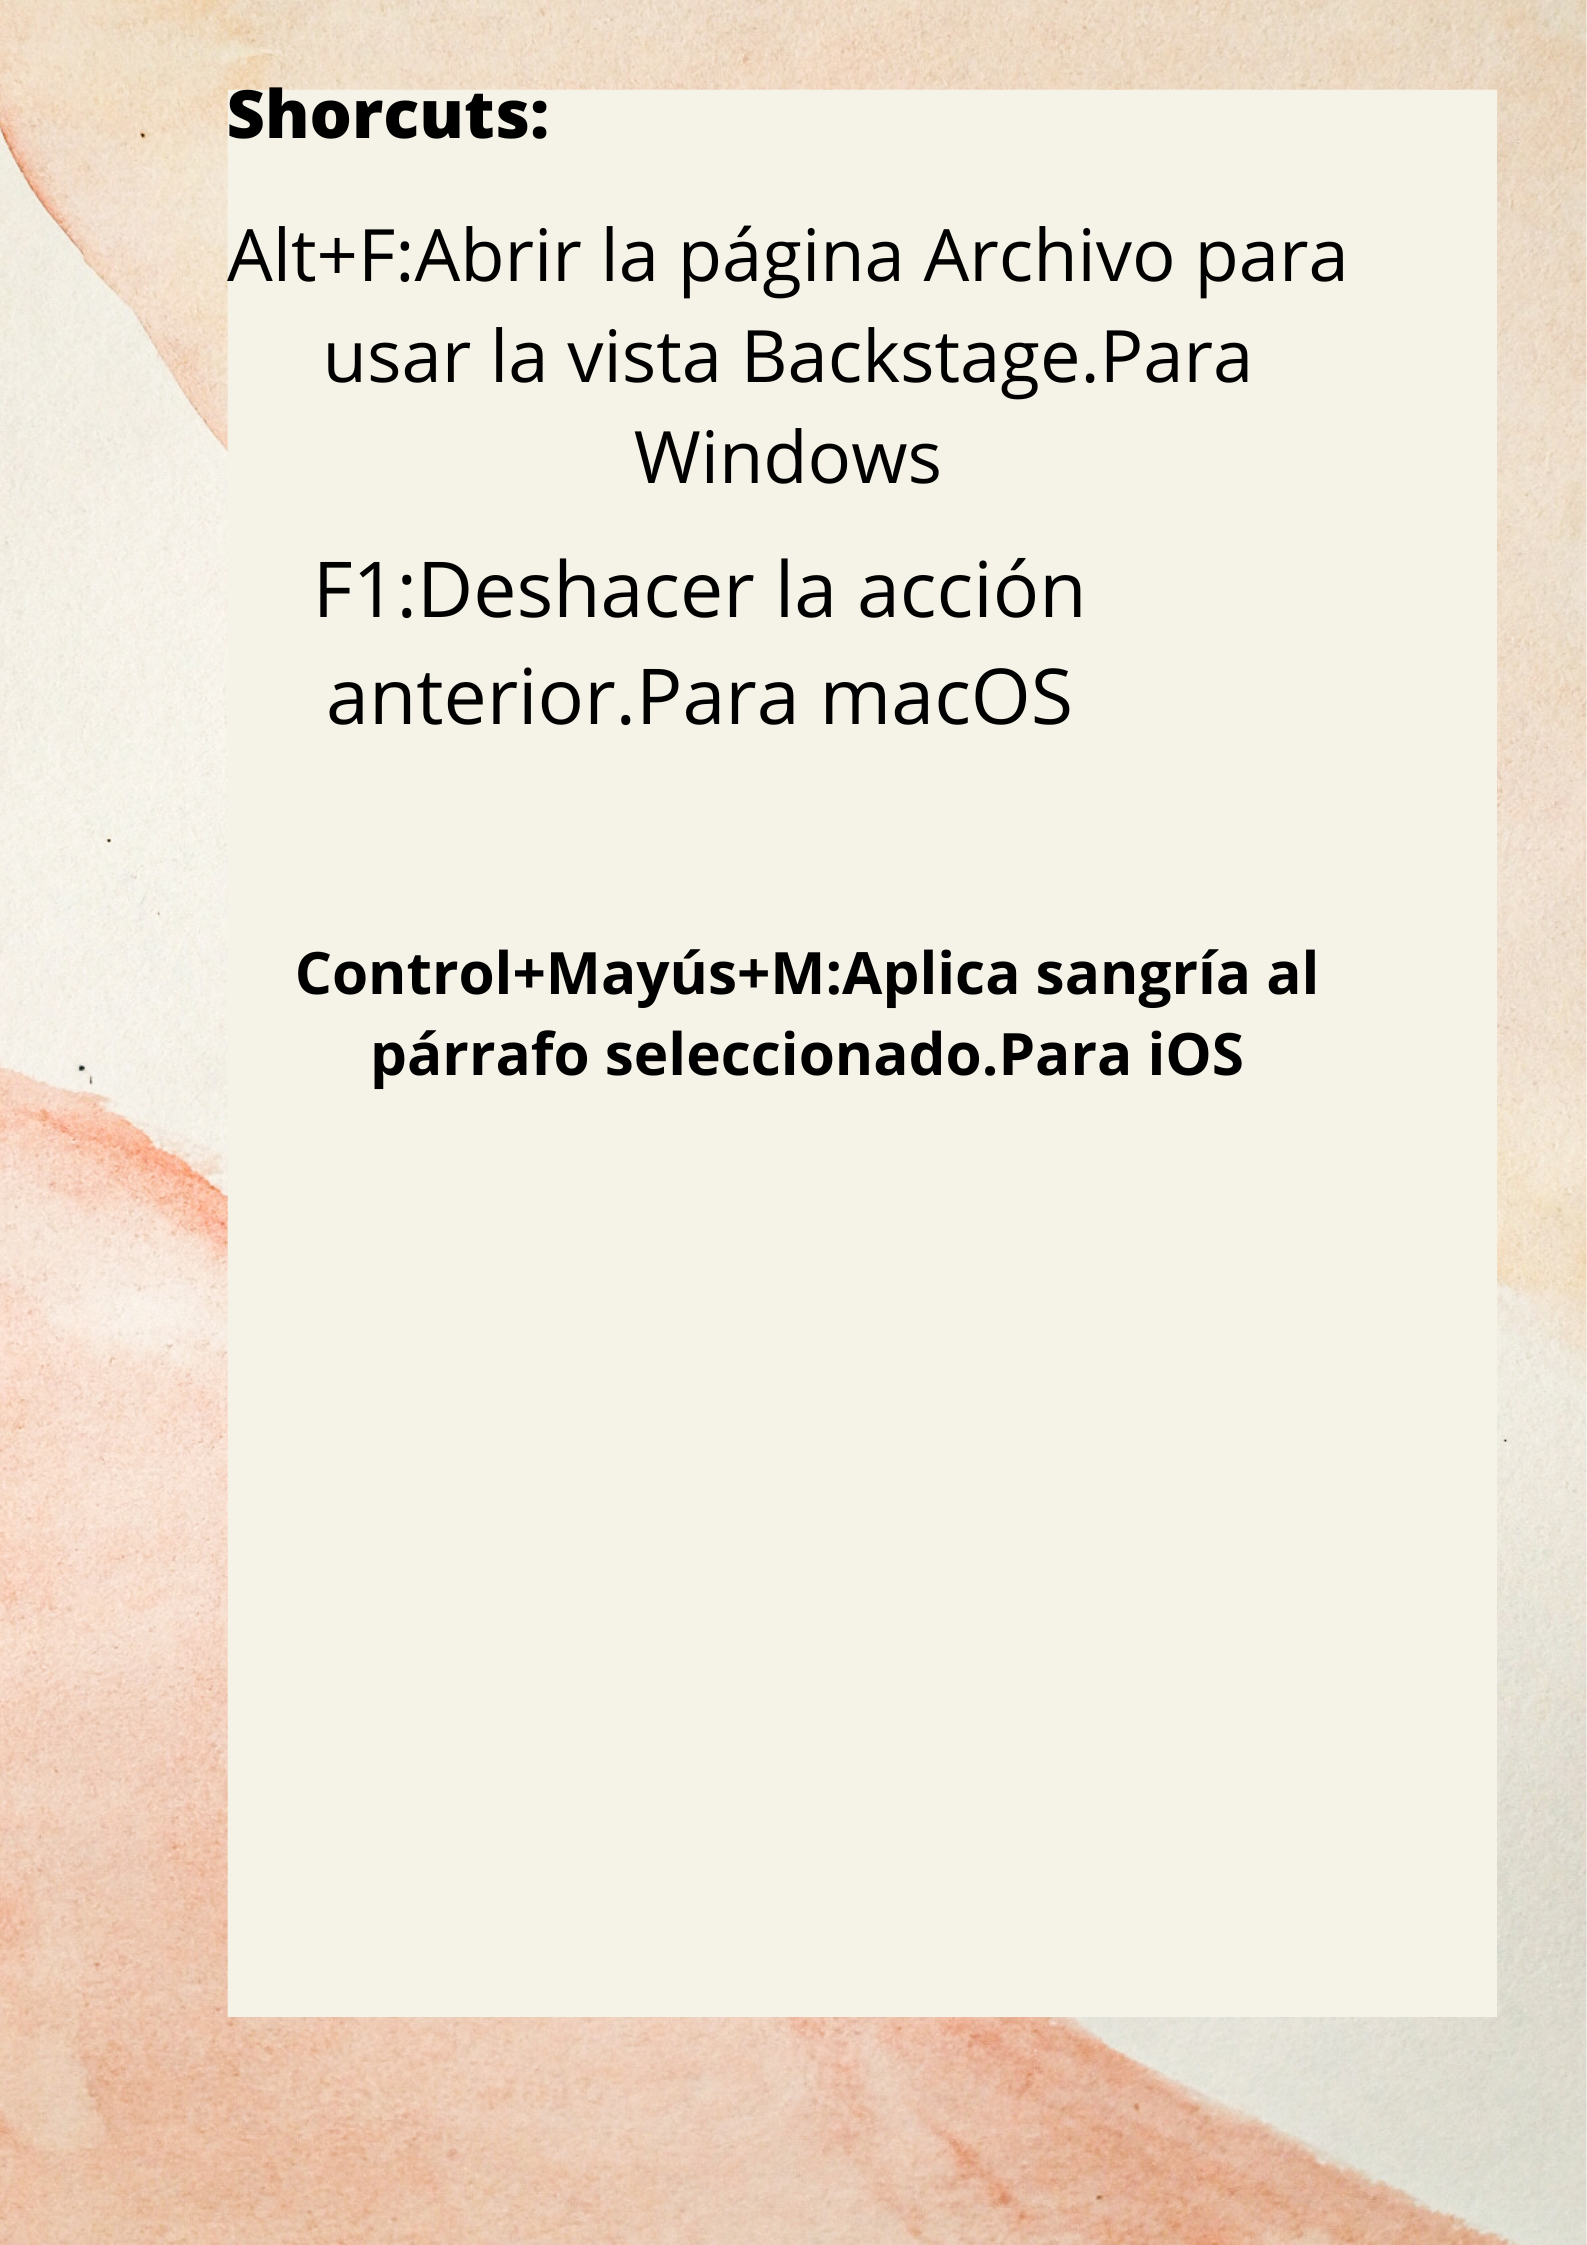 Shorcuts:
Alt+F:Abrir la página Archivo para
usar la vista Backstage.Para
Windows
F1:Deshacer la acción
anterior.Para macOS
Control+Mayús+M:Aplica sangría al
párrafo seleccionado.Para iOS